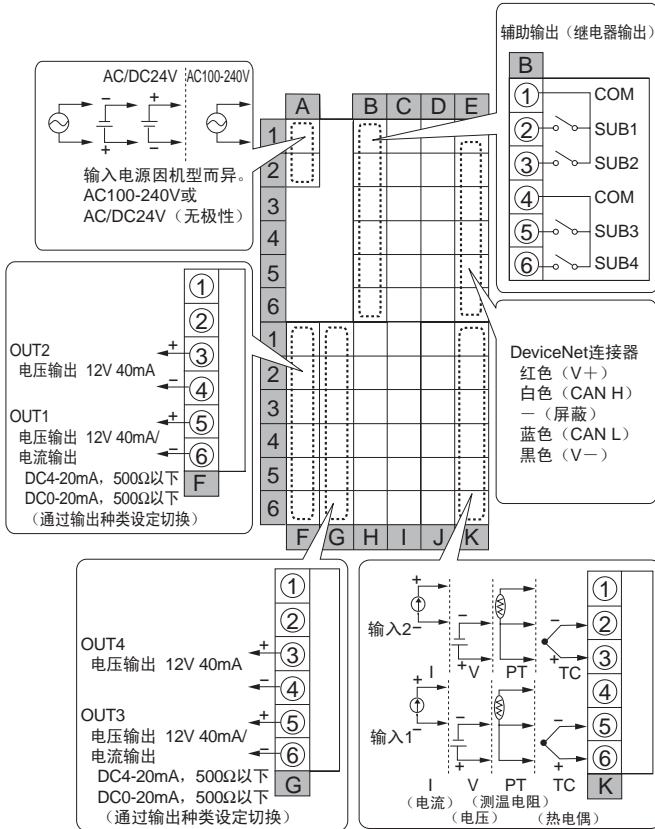 辅助输出（继电器输出）
B
① COM
② SUB1
③ SUB2
④ COM
⑤ SUB3
⑥ SUB4
AC/DC24V AC100-240V
－ ＋
＋ －
输入电源因机型而异。
AC100-240V或
AC/DC24V（无极性）
A B C D E
1
2
3
4
5
6
1
2
3
4
5
6
F G H I J K
DeviceNet连接器
红色（V＋）
白色（CAN H）
－（屏蔽）
蓝色（CAN L）
黑色（V－）
①
②
OUT2 + ③
电压输出 12V 40mA
－ ④
OUT1 + ⑤
电压输出 12V 40mA/
电流输出 － ⑥
DC4-20mA，500Ω以下 F
DC0-20mA，500Ω以下
（通过输出种类设定切换）
①
②
OUT4 + ③
电压输出 12V 40mA
－ ④
OUT3 + ⑤
电压输出 12V 40mA/
电流输出 － ⑥
DC4-20mA，500Ω以下 G
DC0-20mA，500Ω以下
（通过输出种类设定切换）
+ ①
－ － ②
输入2－ + + ③
I V PT TC ④
+ － － ⑤
输入1－ + + ⑥
I V PT TC K
（电流） （测温电阻）
（电压） （热电偶）